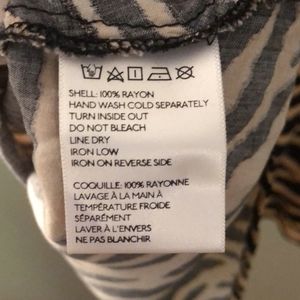 SHELL: 100% RAYON
HAND WASH COLD SEPARATELY
TURN INSIDE OUT
DO NOT BLEACH
LINE DRY
IRON LOW
IRON ON REVERSE SIDE
COQUILLE: 100% RAYONNE
LAVAGE À LA MAIN À
TEMPÉRATURE FROIDE
SÉPARÉMENT
LAVER À L'ENVERS
NE PAS BLANCHIR